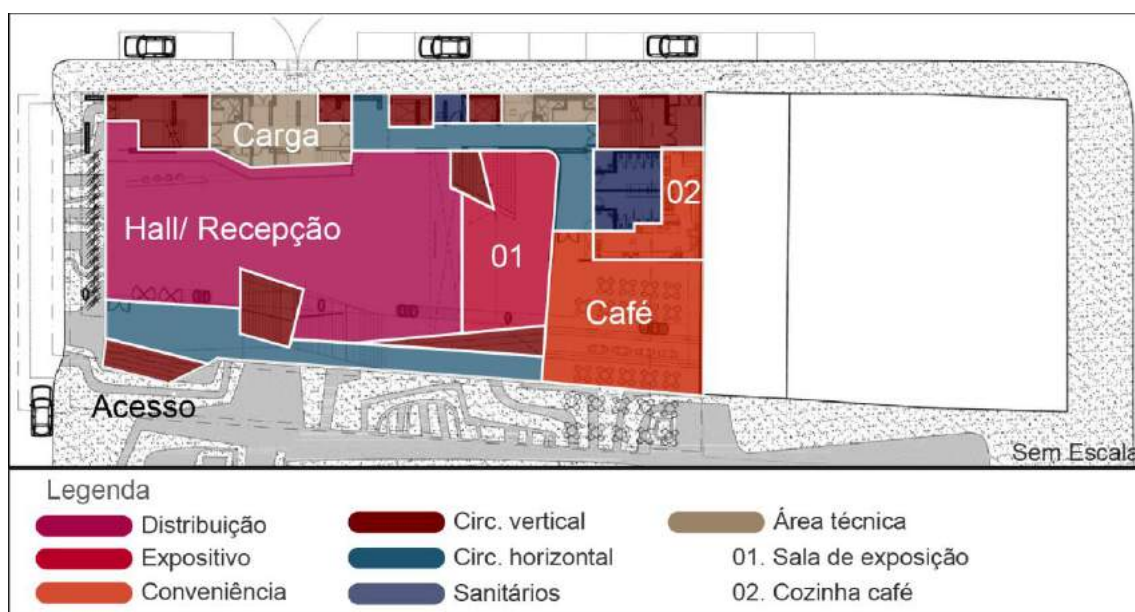 Carga
Hall/ Recepção
01
02
Café
Acesso
Sem Escala
Legenda
Distribuição
Expositivo
Conveniência
Circ. vertical
Circ. horizontal
Sanitários
Área técnica
01. Sala de exposição
02. Cozinha café